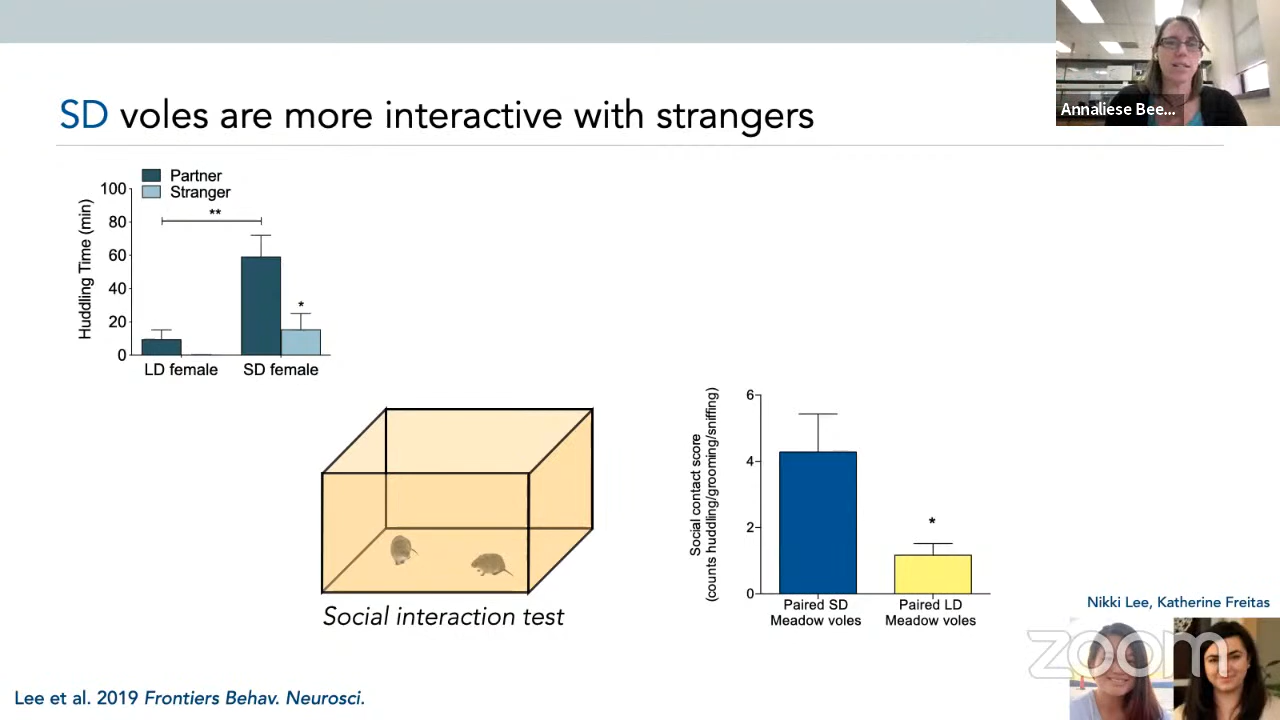 Annaliese Bee...
SD voles are more interactive with strangers
Partner
Stranger
100
80
60
40
20
0
Huddling Time (min)
**
*
LD female
SD female
Social interaction test
Social contact score
(counts huddling/grooming/sniffing)
6
4
2
0
*
Paired SD
Meadow voles
Paired LD
Meadow voles
Nikki Lee, Katherine Freitas
zoom
Lee et al. 2019 Frontiers Behav. Neurosci.